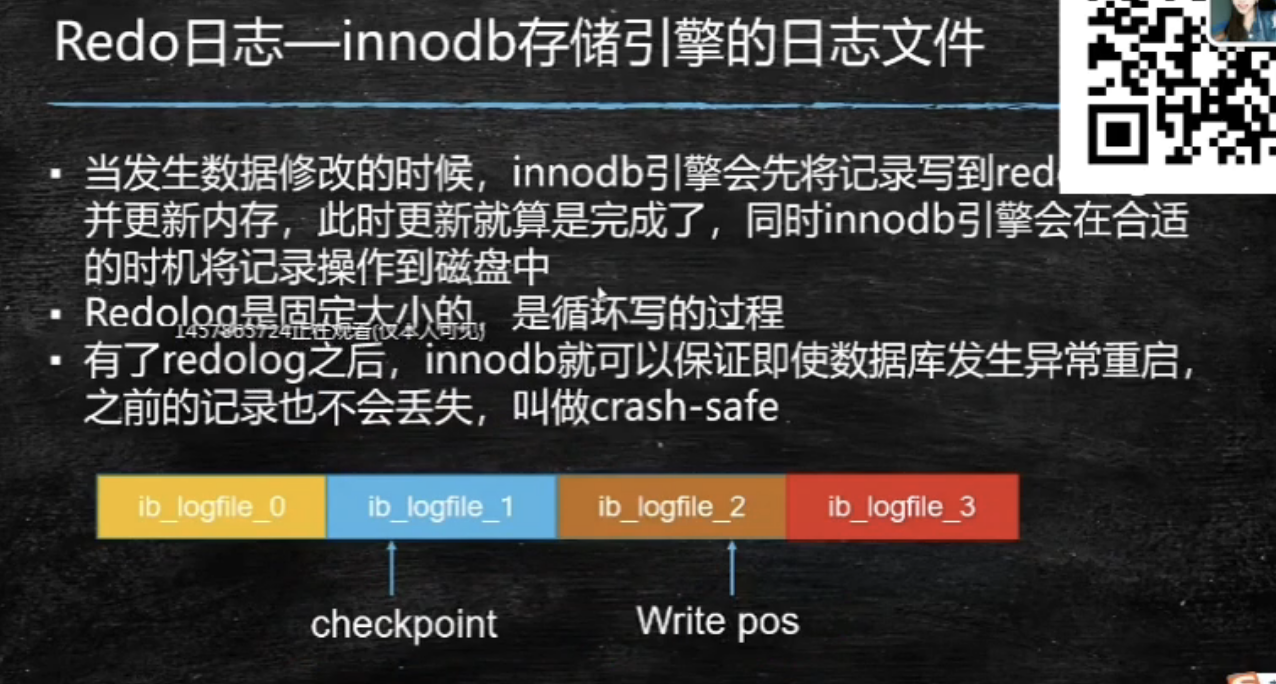 Redo日志—innodb存储引擎的日志文件
▪ 当发生数据修改的时候，innodb引擎会先将记录写到
并更新内存，此时更新就算是完成了，同时innodb引擎会在合适
的时机将记录操作到磁盘中
▪ Redolog是固定大小的，是循环写的过程
1457865724正在观看(仅本人可见)
▪ 有了redolog之后，innodb就可以保证即使数据库发生异常重启，
之前的记录也不会丢失，叫做crash-safe
ib_logfile_0 ib_logfile_1 ib_logfile_2 ib_logfile_3
checkpoint Write pos